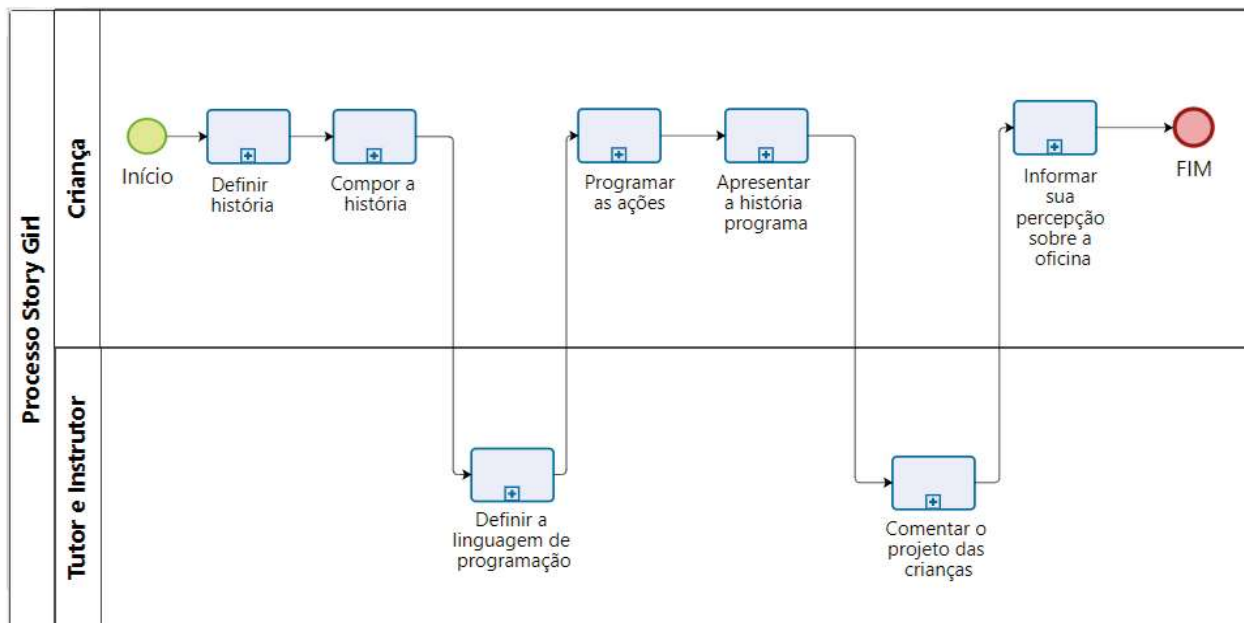 Processo Story Girl
Criança
Início
Definir
história
Compor a
história
Programar
as ações
Apresentar
a história
programa
Informar
sua
percepção
sobre a
oficina
FIM
Tutor e Instrutor
Definir a
linguagem de
programação
Comentar o
projeto das
crianças